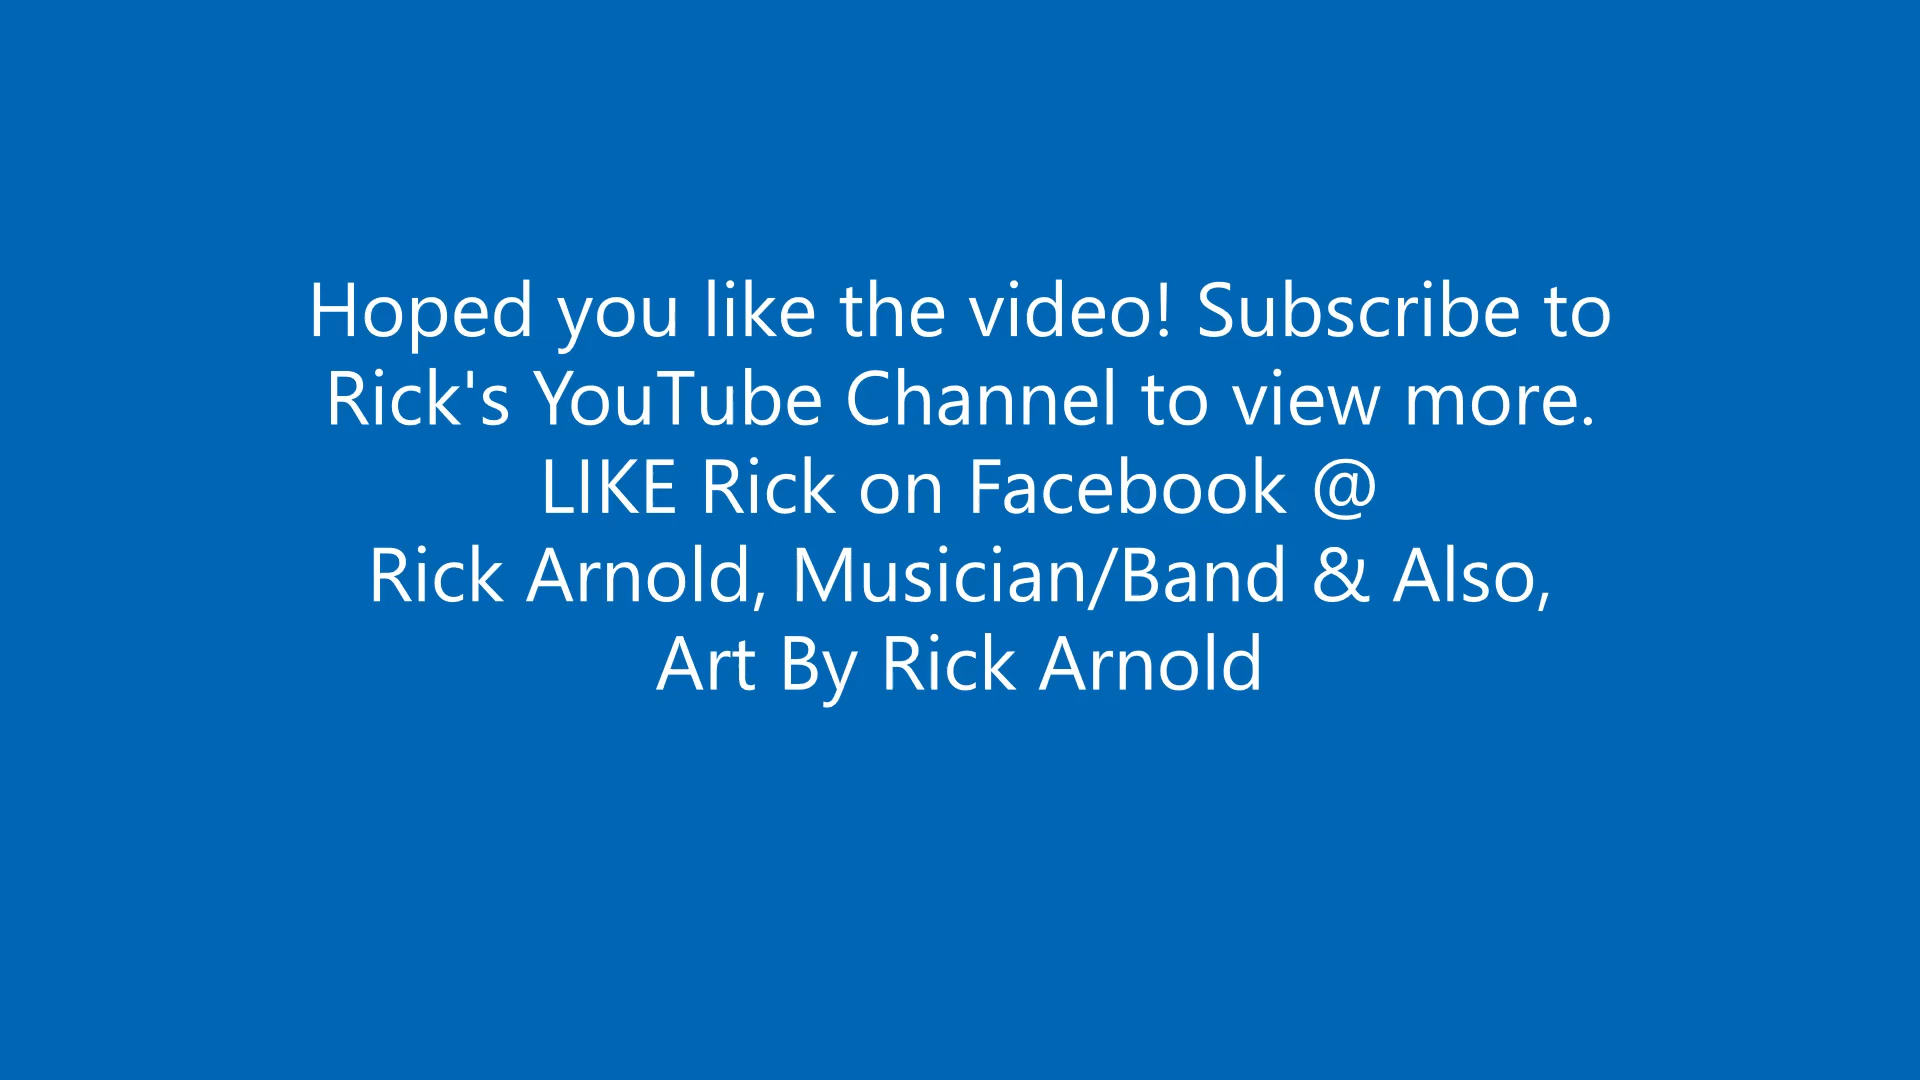 Hoped you like the video! Subscribe to
Rick's YouTube Channel to view more.
LIKE Rick on Facebook @
Rick Arnold, Musician/Band & Also,
Art By Rick Arnold